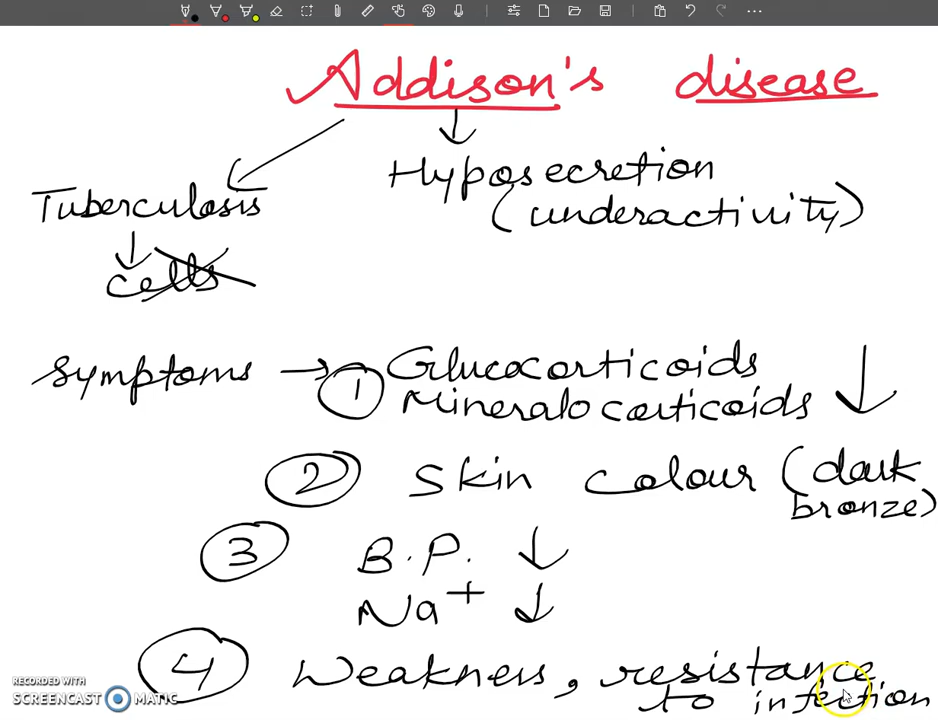 Addison's disease
Hyposecretion
(underactivity)
Tuberculosis
cells
Symptoms → ① Glucocorticoids
Mineralocorticoids ↓
② Skin colour (dark
bronze)
③ B.P. ↓
Na⁺ ↓
④ Weakness, resistance
to infection
RECORDED WITH
SCREENCAST MATIC